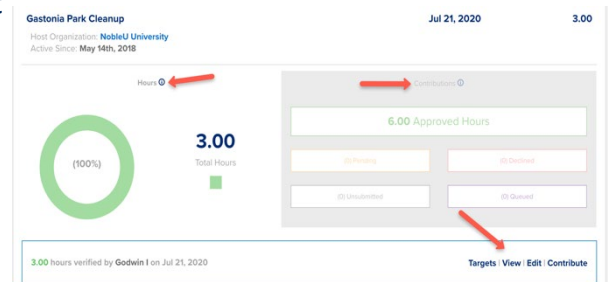 Gastonia Park Cleanup Jul 21, 2020 3.00
Host Organization: NobleU University
Active Since: May 14th, 2018
Hours Contributions
6.00 Approved Hours
3.00
(100%) Total Hours (0) Pending (0) Declined
(0) Unsubmitted (0) Queued
3.00 hours verified by Godwin I on Jul 21, 2020 Targets | View | Edit | Contribute